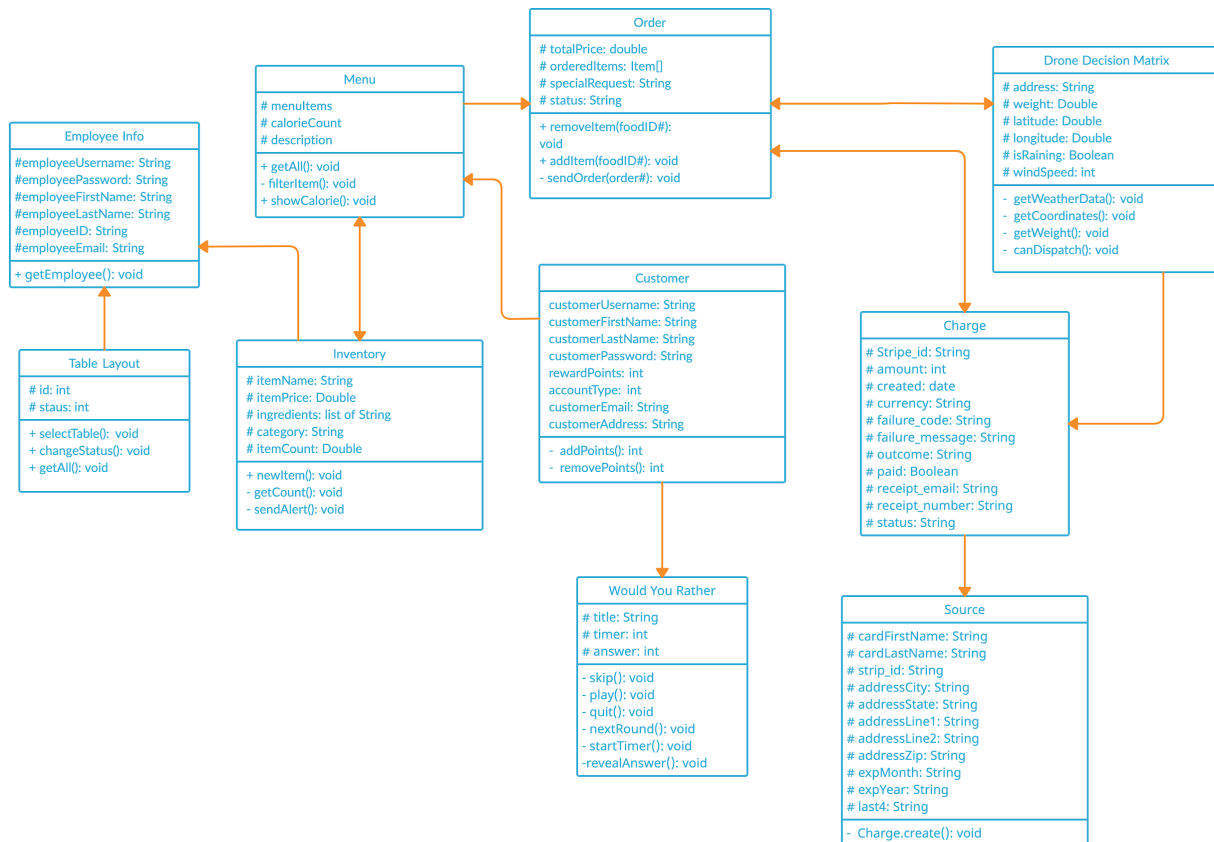 Order
# totalPrice: double
# orderedItems: Item[]
# specialRequest: String
# status: String
+ removeItem(foodID#):
void
+ addItem(foodID#): void
- sendOrder(order#): void
Drone Decision Matrix
# address: String
# weight: Double
# latitude: Double
# longitude: Double
# isRaining: Boolean
# windSpeed: int
- getWeatherData(): void
- getCoordinates(): void
- getWeight(): void
- canDispatch(): void
Menu
# menuItems
# calorieCount
# description
+ getAll(): void
- filterItem(): void
+ showCalorie(): void
Employee Info
#employeeUsername: String
#employeePassword: String
#employeeFirstName: String
#employeeLastName: String
#employeeID: String
#employeeEmail: String
+ getEmployee(): void
Customer
customerUsername: String
customerFirstName: String
customerLastName: String
customerPassword: String
rewardPoints: int
accountType: int
customerEmail: String
customerAddress: String
- addPoints(): int
- removePoints(): int
Charge
# Stripe_id: String
# amount: int
# created: date
# currency: String
# failure_code: String
# failure_message: String
# outcome: String
# paid: Boolean
# receipt_email: String
# receipt_number: String
# status: String
Table Layout
# id: int
# staus: int
+ selectTable(): void
+ changeStatus(): void
+ getAll(): void
Inventory
# itemName: String
# itemPrice: Double
# ingredients: list of String
# category: String
# itemCount: Double
+ newItem(): void
- getCount(): void
- sendAlert(): void
Would You Rather
# title: String
# timer: int
# answer: int
- skip(): void
- play(): void
- quit(): void
- nextRound(): void
- startTimer(): void
-revealAnswer(): void
Source
# cardFirstName: String
# cardLastName: String
# strip_id: String
# addressCity: String
# addressState: String
# addressLine1: String
# addressLine2: String
# addressZip: String
# expMonth: String
# expYear: String
# last4: String
- Charge.create(): void